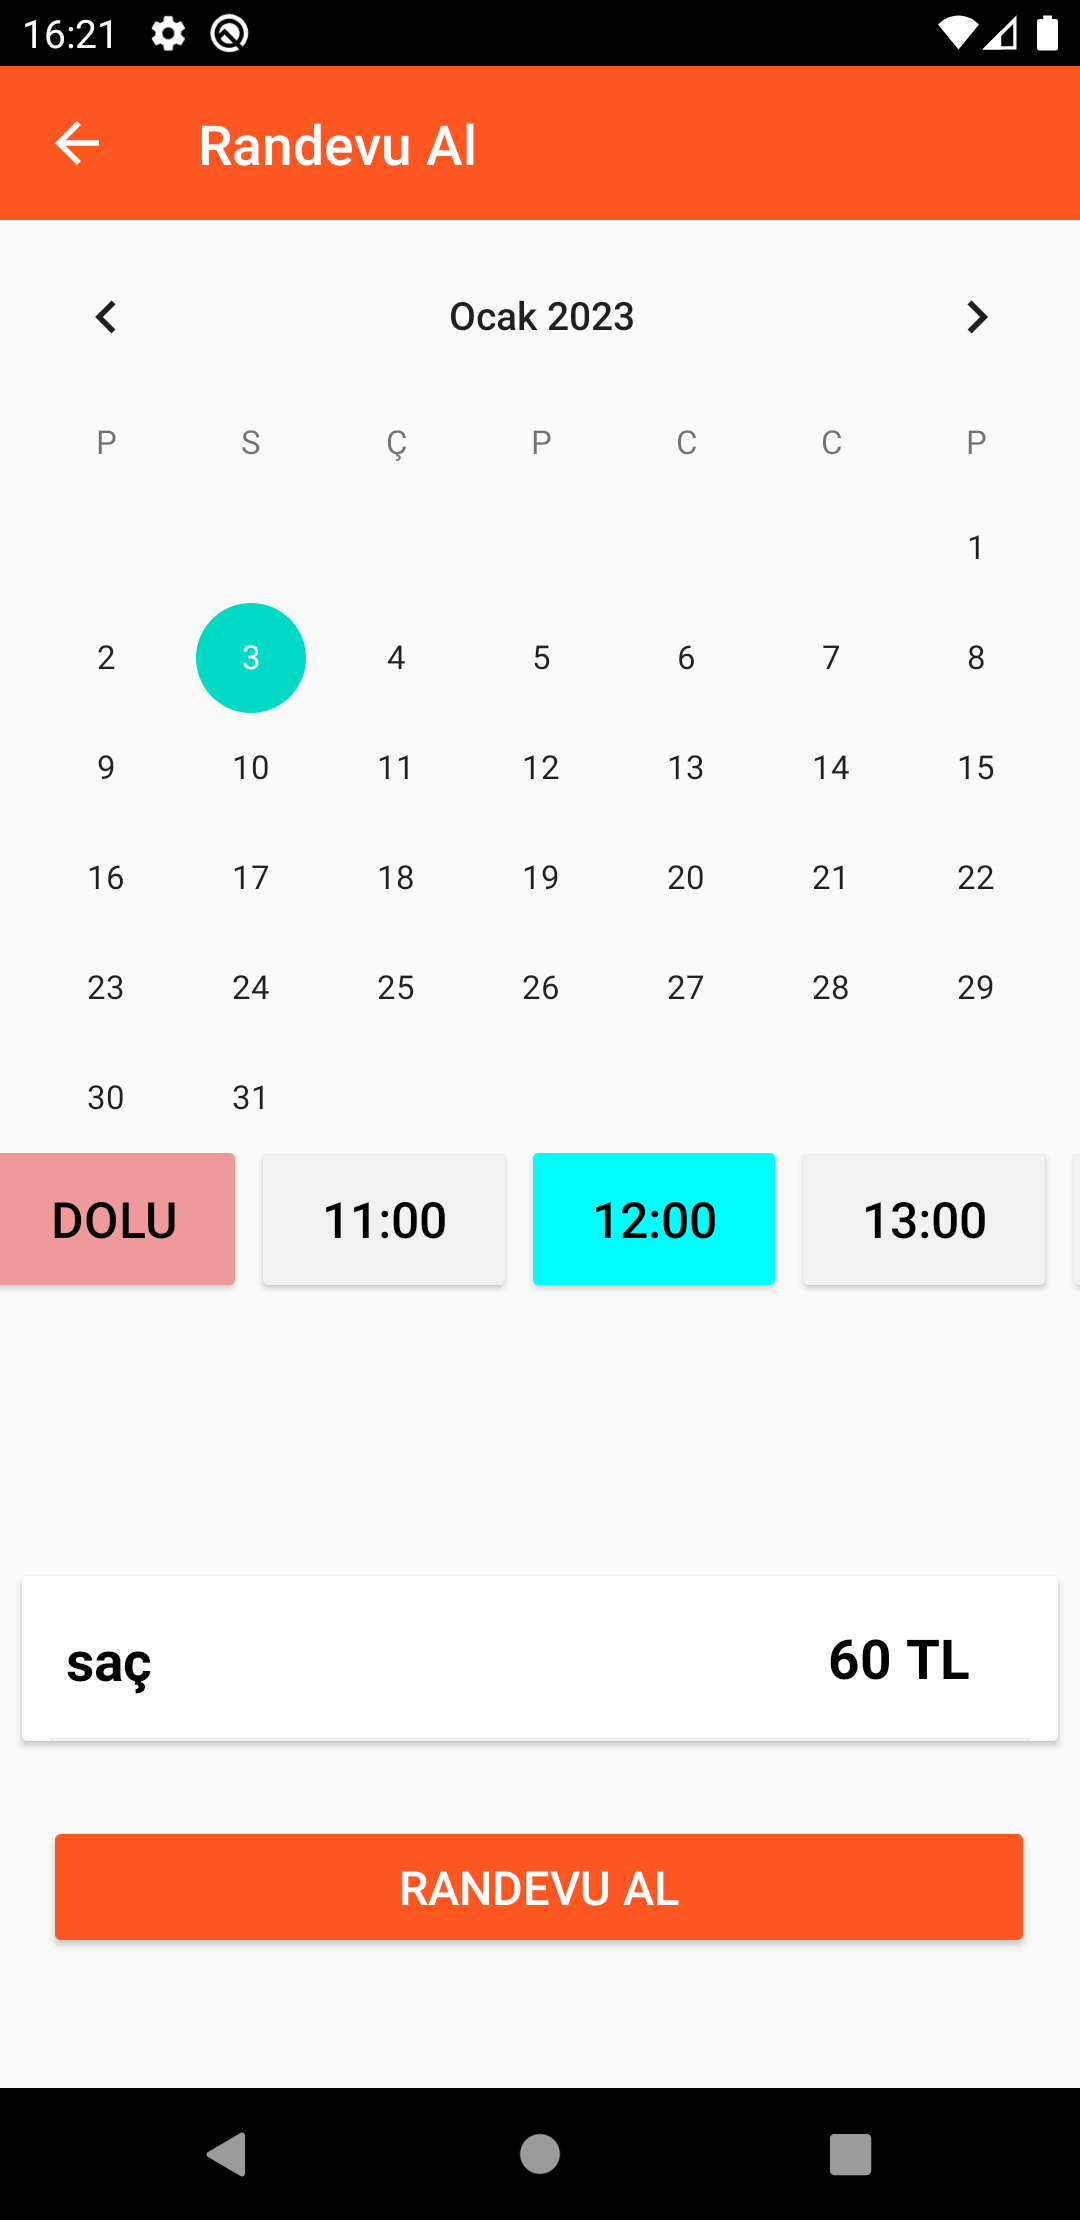 16:21
Randevu Al
Ocak 2023
P S Ç P C C P
1
2 3 4 5 6 7 8
9 10 11 12 13 14 15
16 17 18 19 20 21 22
23 24 25 26 27 28 29
30 31
DOLU 11:00 12:00 13:00
saç 60 TL
RANDEVU AL